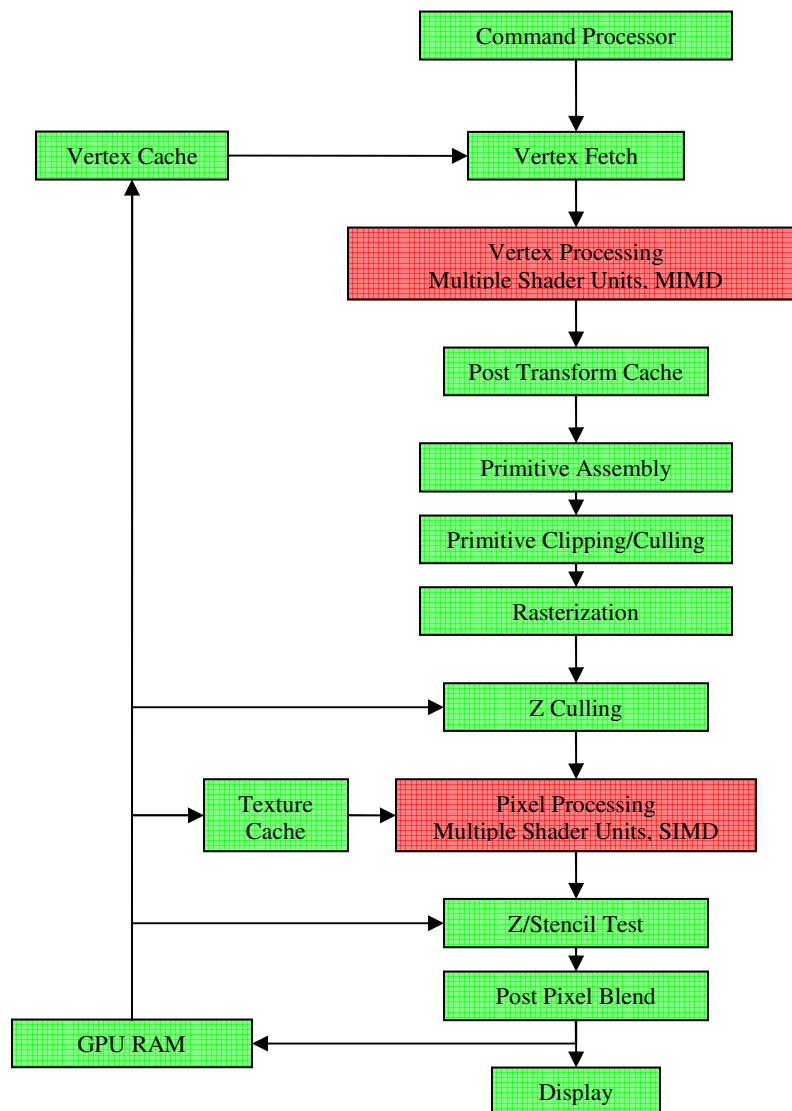 Command Processor
Vertex Cache
Vertex Fetch
Vertex Processing
Multiple Shader Units, MIMD
Post Transform Cache
Primitive Assembly
Primitive Clipping/Culling
Rasterization
Z Culling
Texture
Cache
Pixel Processing
Multiple Shader Units, SIMD
Z/Stencil Test
Post Pixel Blend
GPU RAM
Display